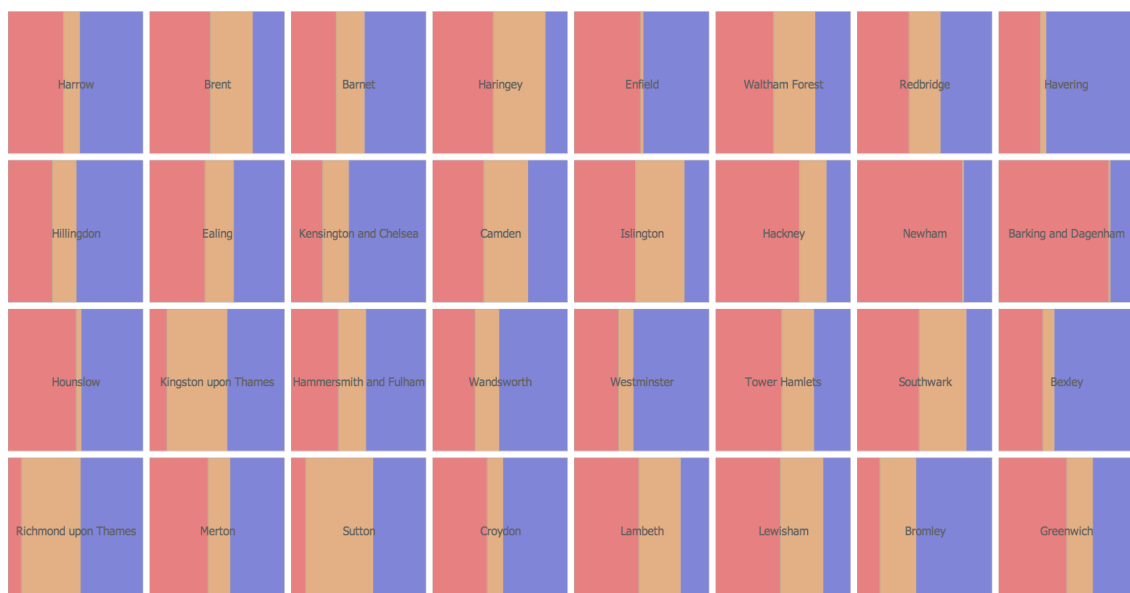 Harrow
Brent
Barnet
Haringey
Enfield
Waltham Forest
Redbridge
Havering
Hillingdon
Ealing
Kensington and Chelsea
Camden
Islington
Hackney
Newham
Barking and Dagenham
Hounslow
Kingston upon Thames
Hammersmith and Fulham
Wandsworth
Westminster
Tower Hamlets
Southwark
Bexley
Richmond upon Thames
Merton
Sutton
Croydon
Lambeth
Lewisham
Bromley
Greenwich